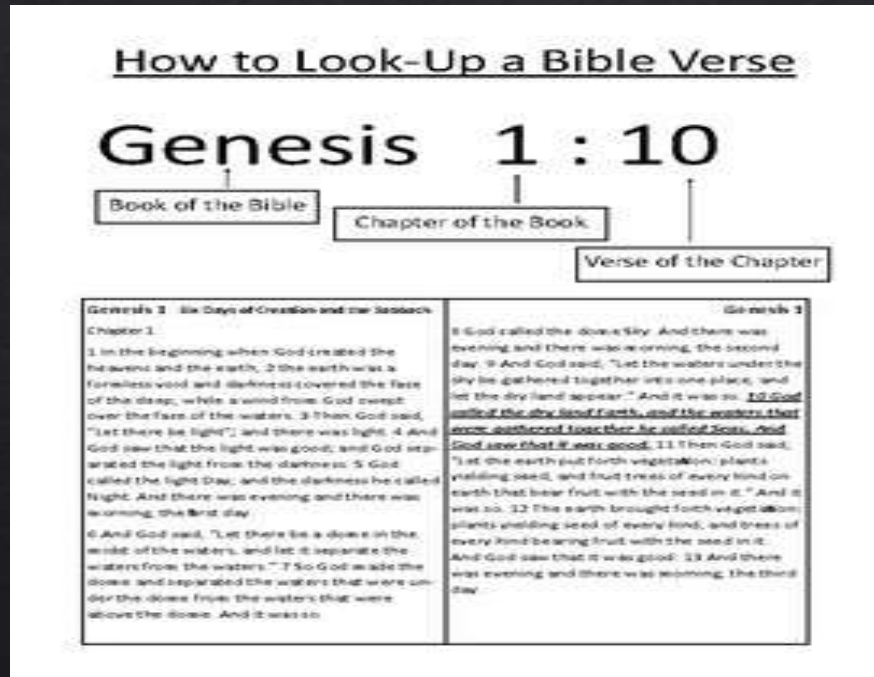 How to Look-Up a Bible Verse
Genesis 1 : 10
Book of the Bible
Chapter of the Book
Verse of the Chapter
Genesis 1 Six Days of Creation and the Sabbath
Chapter 1
1 In the beginning when God created the
heavens and the earth, 2 the earth was a
formless void and darkness covered the face
of the deep, while a wind from God swept
over the face of the waters. 3 Then God said,
"Let there be light"; and there was light. 4 And
God saw that the light was good; and God sep-
arated the light from the darkness. 5 God
called the light Day, and the darkness he called
Night. And there was evening and there was
morning, the first day.
6 And God said, "Let there be a dome in the
midst of the waters, and let it separate the
waters from the waters." 7 So God made the
dome and separated the waters that were un-
der the dome from the waters that were
above the dome. And it was so.
Genesis 1
8 God called the dome Sky. And there was
evening and there was morning, the second
day. 9 And God said, "Let the waters under the
sky be gathered together into one place, and
let the dry land appear." And it was so. 10 God
called the dry land Earth, and the waters that
were gathered together he called Seas. And
God saw that it was good. 11 Then God said,
"Let the earth put forth vegetation: plants
yielding seed, and fruit trees of every kind on
earth that bear fruit with the seed in it." And it
was so. 12 The earth brought forth vegetation:
plants yielding seed of every kind, and trees of
every kind bearing fruit with the seed in it.
And God saw that it was good. 13 And there
was evening and there was morning, the third
day.